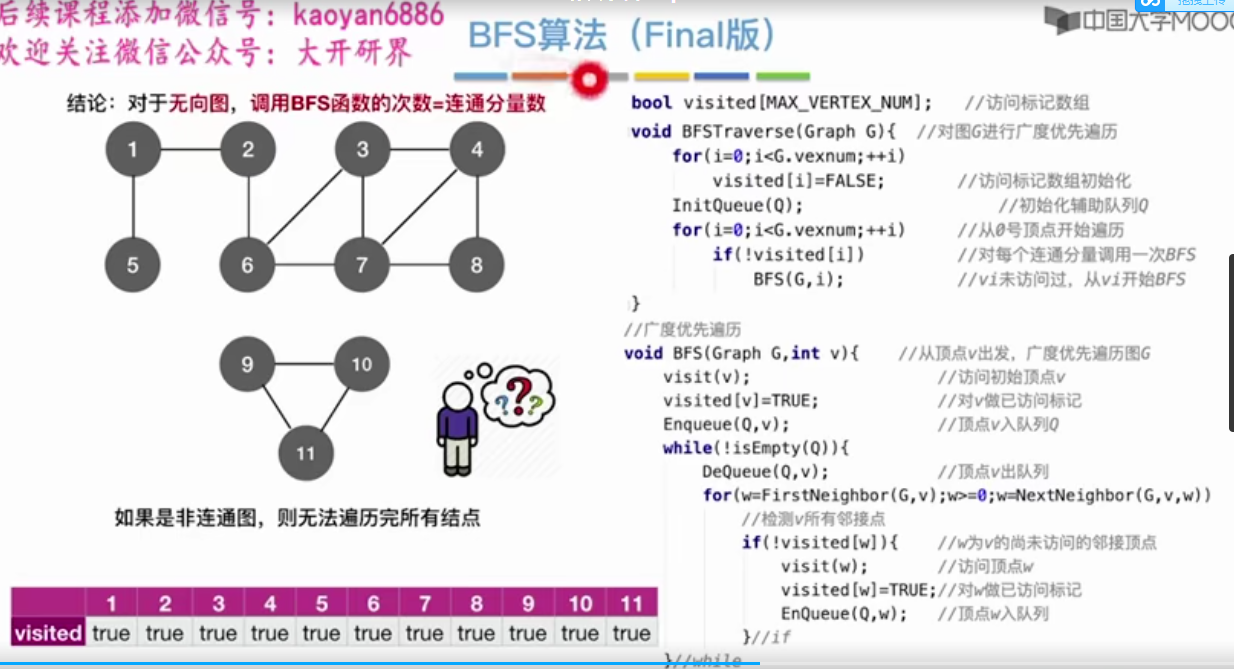 后续课程添加微信号：kaoyan6886
欢迎关注微信公众号：大开研界
BFS算法（Final版）
中国大学MOOC
结论：对于无向图，调用BFS函数的次数=连通分量数
1 2 3 4
5 6 7 8
9 10
11
如果是非连通图，则无法遍历完所有结点
1 2 3 4 5 6 7 8 9 10 11
visited true true true true true true true true true true true
bool visited[MAX_VERTEX_NUM]; //访问标记数组
void BFSTraverse(Graph G){ //对图G进行广度优先遍历
for(i=0;i<G.vexnum;++i)
visited[i]=FALSE; //访问标记数组初始化
InitQueue(Q); //初始化辅助队列Q
for(i=0;i<G.vexnum;++i) //从0号顶点开始遍历
if(!visited[i]) //对每个连通分量调用一次BFS
BFS(G,i); //vi未访问过，从vi开始BFS
}
//广度优先遍历
void BFS(Graph G,int v){ //从顶点v出发，广度优先遍历图G
visit(v); //访问初始顶点v
visited[v]=TRUE; //对v做已访问标记
Enqueue(Q,v); //顶点v入队列Q
while(!isEmpty(Q)){
DeQueue(Q,v); //顶点v出队列
for(w=FirstNeighbor(G,v);w>=0;w=NextNeighbor(G,v,w))
//检测v所有邻接点
if(!visited[w]){ //w为v的尚未访问的邻接顶点
visit(w); //访问顶点w
visited[w]=TRUE;//对w做已访问标记
EnQueue(Q,w); //顶点w入队列
}//if
}//while